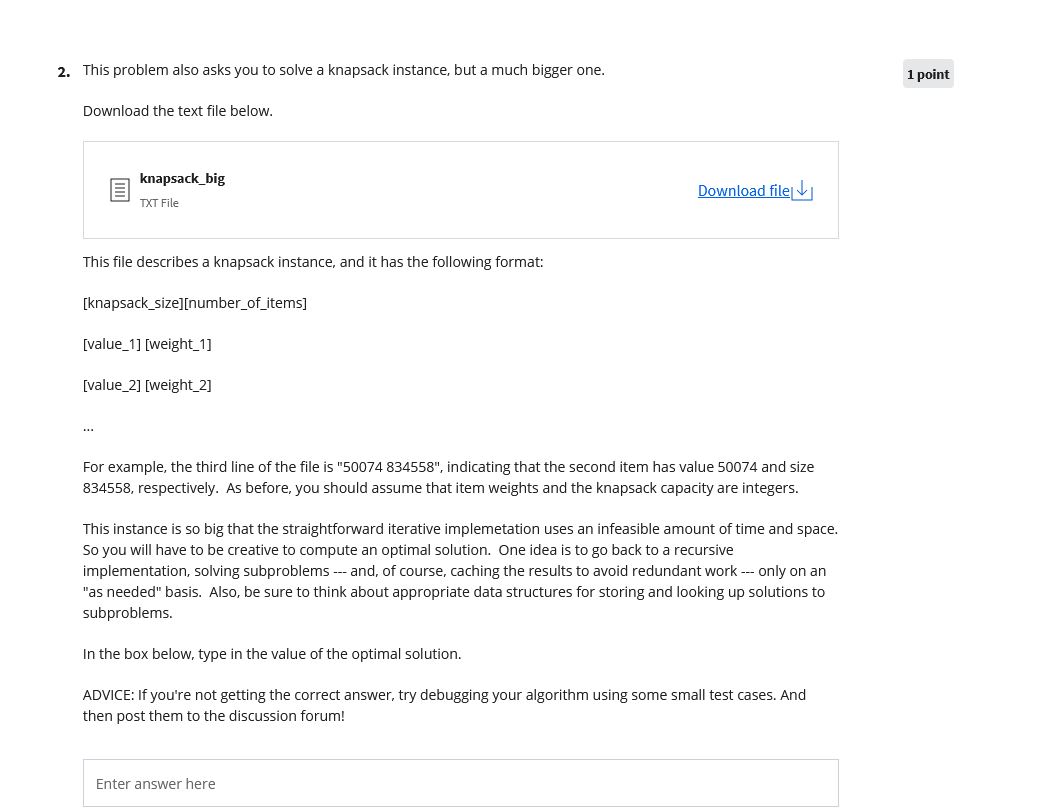 2. This problem also asks you to solve a knapsack instance, but a much bigger one.
1 point
Download the text file below.
knapsack_big
TXT File
Download file
This file describes a knapsack instance, and it has the following format:
[knapsack_size][number_of_items]
[value_1] [weight_1]
[value_2] [weight_2]
...
For example, the third line of the file is "50074 834558", indicating that the second item has value 50074 and size
834558, respectively.  As before, you should assume that item weights and the knapsack capacity are integers.
This instance is so big that the straightforward iterative implemetation uses an infeasible amount of time and space.
So you will have to be creative to compute an optimal solution.  One idea is to go back to a recursive
implementation, solving subproblems --- and, of course, caching the results to avoid redundant work --- only on an
"as needed" basis.  Also, be sure to think about appropriate data structures for storing and looking up solutions to
subproblems.
In the box below, type in the value of the optimal solution.
ADVICE: If you're not getting the correct answer, try debugging your algorithm using some small test cases. And
then post them to the discussion forum!
Enter answer here